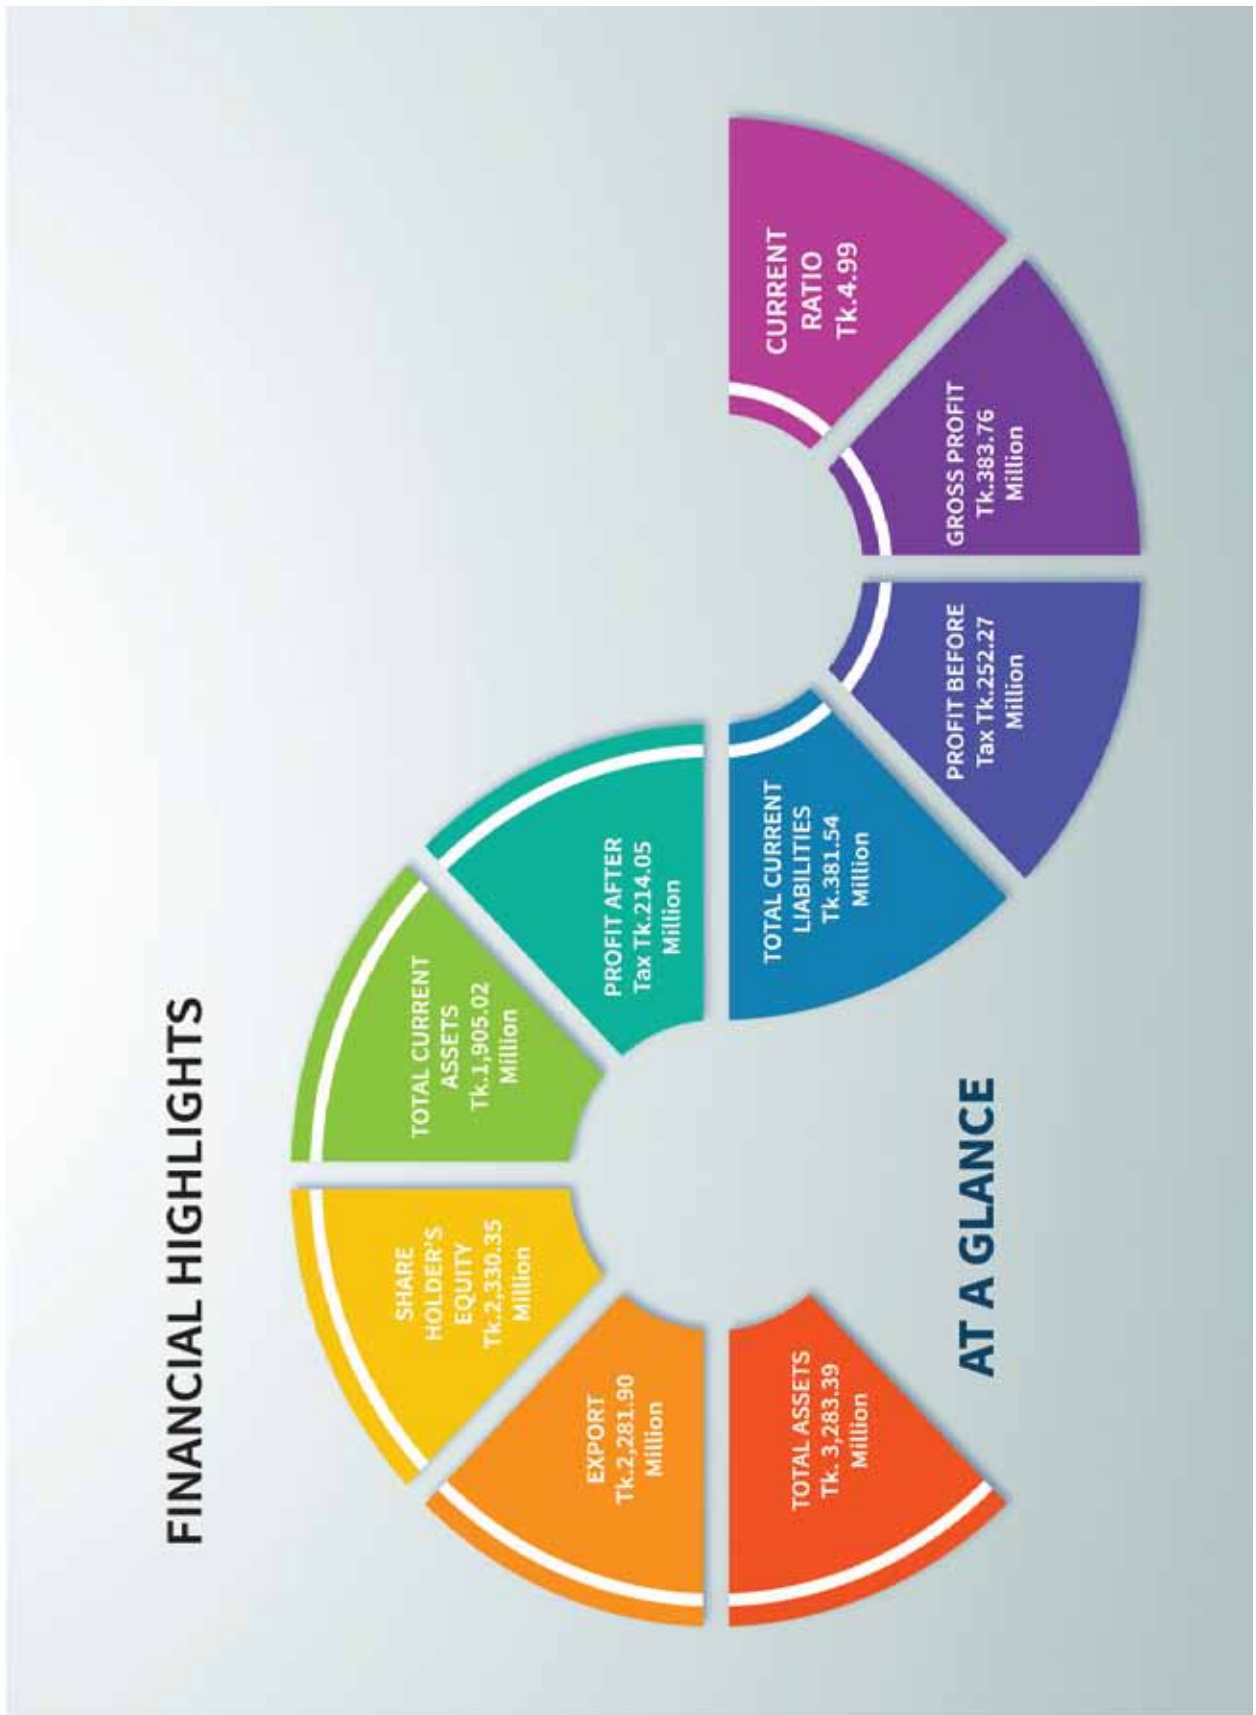 FINANCIAL HIGHLIGHTS
TOTAL ASSETS
Tk. 3,283.39
Million
EXPORT
Tk.2,281.90
Million
SHARE
HOLDER'S
EQUITY
Tk.2,330.35
Million
TOTAL CURRENT
ASSETS
Tk.1,905.02
Million
PROFIT AFTER
Tax Tk.214.05
Million
TOTAL CURRENT
LIABILITIES
Tk.381.54
Million
PROFIT BEFORE
Tax Tk.252.27
Million
GROSS PROFIT
Tk.383.76
Million
CURRENT
RATIO
Tk.4.99
AT A GLANCE